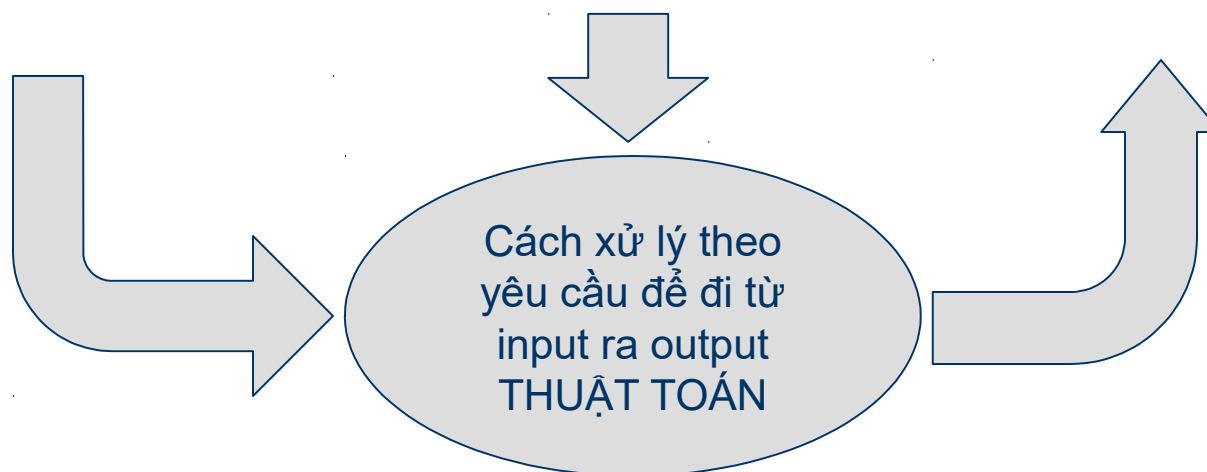 Cách xử lý theo
yêu cầu để đi từ
input ra output
THUẬT TOÁN